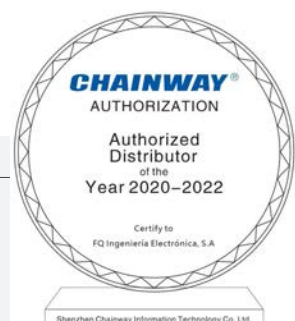 CHAINWAY®
AUTHORIZATION
Authorized
Distributor
of the
Year 2020–2022
Certify to
FQ Ingeniería Electrónica, S.A
Shenzhen Chainway Information Technology Co., Ltd.